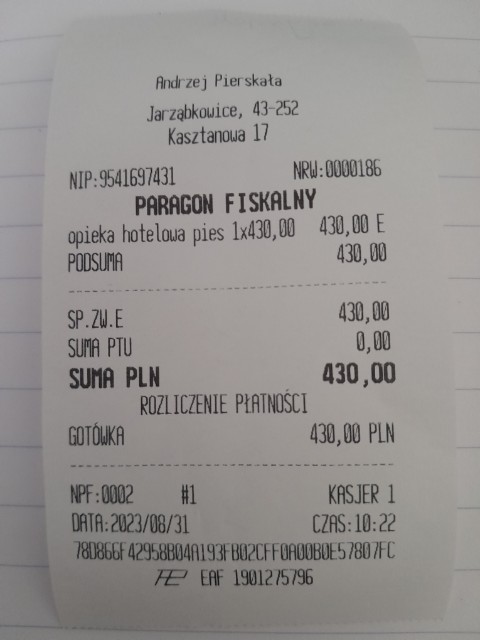 Andrzej Pierskała
Jarząbkowice, 43-252
Kasztanowa 17
NIP:9541697431 NRW:0000186
PARAGON FISKALNY
opieka hotelowa pies 1x430,00 430,00 E
PODSUMA 430,00
SP.ZW.E 430,00
SUMA PTU 0,00
SUMA PLN 430,00
ROZLICZENIE PŁATNOŚCI
GOTÓWKA 430,00 PLN
NPF:0002 #1 KASJER 1
DATA:2023/08/31 CZAS:10:22
78D866F42958B04A193FB02CFF0A00B0E57807FC
EAF 1901275796